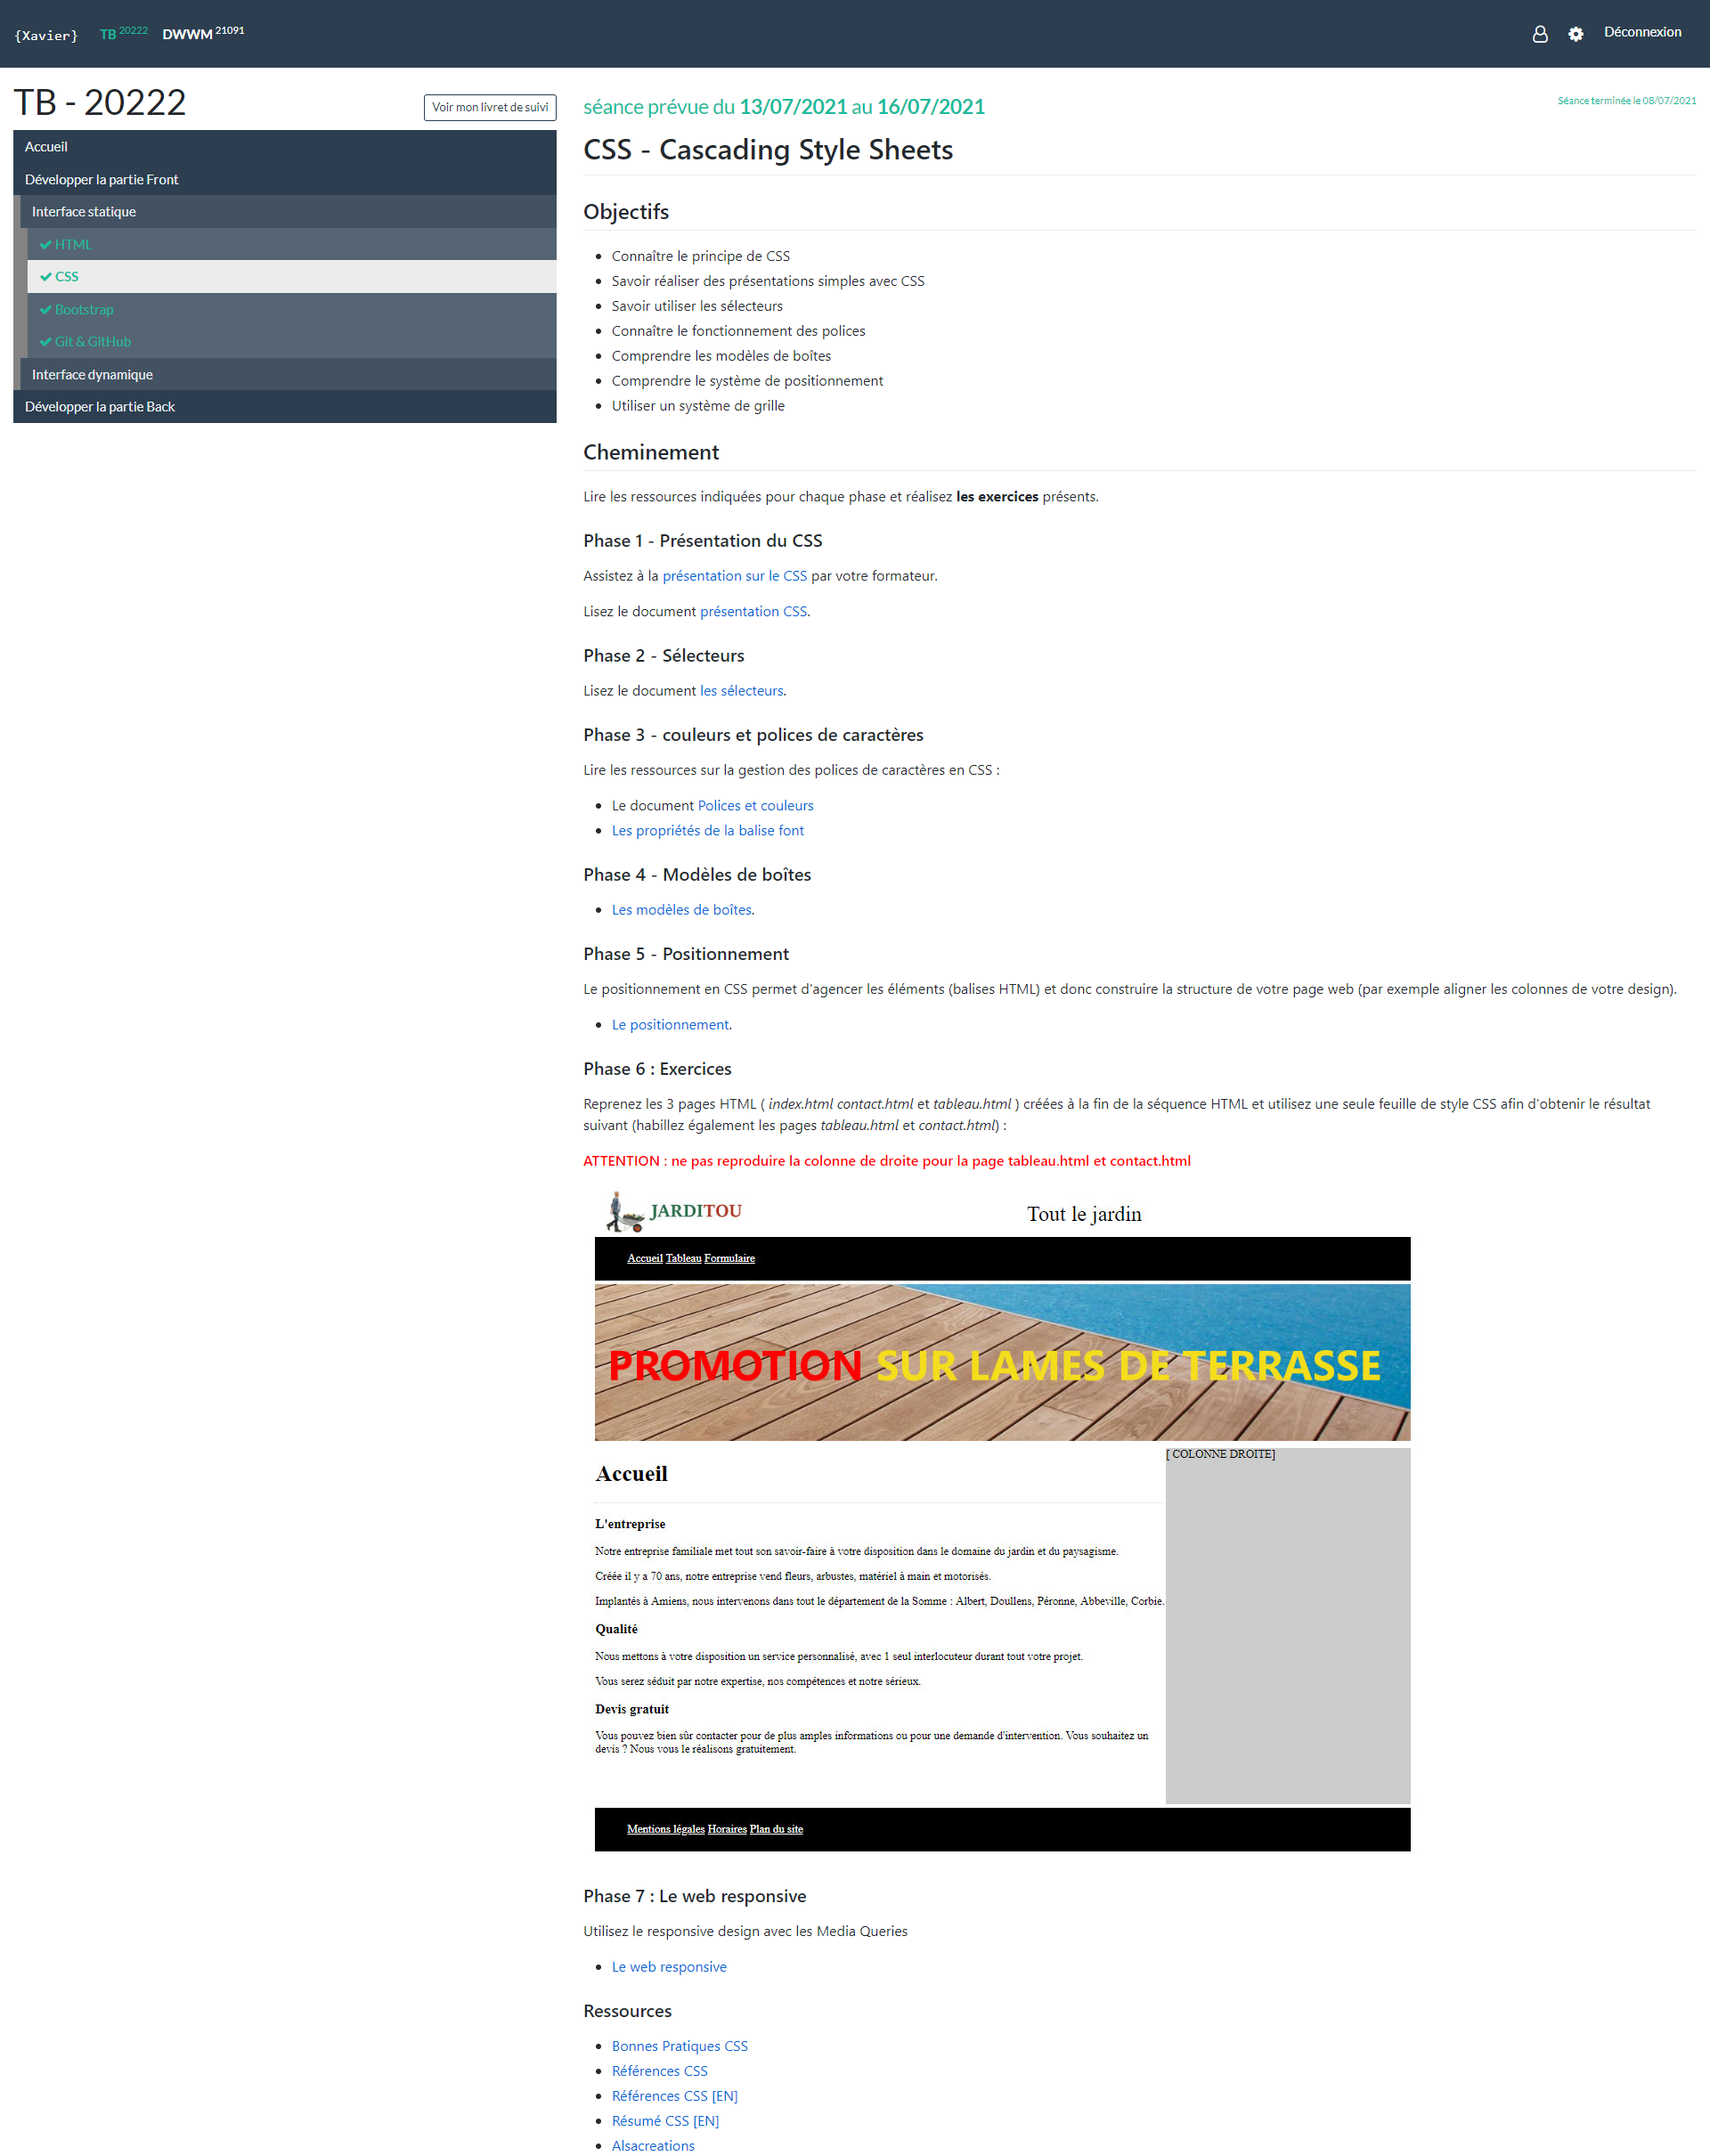 {Xavier} TB 20222 DWWM 21091 Déconnexion
TB - 20222
Voir mon livret de suivi
Accueil
Développer la partie Front
Interface statique
HTML
CSS
Bootstrap
Git & GitHub
Interface dynamique
Développer la partie Back
séance prévue du 13/07/2021 au 16/07/2021
Séance terminée le 08/07/2021
CSS - Cascading Style Sheets
Objectifs
• Connaître le principe de CSS
• Savoir réaliser des présentations simples avec CSS
• Savoir utiliser les sélecteurs
• Connaître le fonctionnement des polices
• Comprendre les modèles de boîtes
• Comprendre le système de positionnement
• Utiliser un système de grille
Cheminement
Lire les ressources indiquées pour chaque phase et réalisez les exercices présents.
Phase 1 - Présentation du CSS
Assistez à la présentation sur le CSS par votre formateur.
Lisez le document présentation CSS.
Phase 2 - Sélecteurs
Lisez le document les sélecteurs.
Phase 3 - couleurs et polices de caractères
Lire les ressources sur la gestion des polices de caractères en CSS :
• Le document Polices et couleurs
• Les propriétés de la balise font
Phase 4 - Modèles de boîtes
• Les modèles de boîtes.
Phase 5 - Positionnement
Le positionnement en CSS permet d'agencer les éléments (balises HTML) et donc construire la structure de votre page web (par exemple aligner les colonnes de votre design).
• Le positionnement.
Phase 6 : Exercices
Reprenez les 3 pages HTML ( index.html contact.html et tableau.html ) créées à la fin de la séquence HTML et utilisez une seule feuille de style CSS afin d'obtenir le résultat
suivant (habillez également les pages tableau.html et contact.html) :
ATTENTION : ne pas reproduire la colonne de droite pour la page tableau.html et contact.html
JARDITOU
Tout le jardin
Accueil Tableau Formulaire
PROMOTION SUR LAMES DE TERRASSE
[ COLONNE DROITE]
Accueil
L'entreprise
Notre entreprise familiale met tout son savoir-faire à votre disposition dans le domaine du jardin et du paysagisme.
Créée il y a 70 ans, notre entreprise vend fleurs, arbustes, matériel à main et motorisés.
Implantés à Amiens, nous intervenons dans tout le département de la Somme : Albert, Doullens, Péronne, Abbeville, Corbie.
Qualité
Nous mettons à votre disposition un service personnalisé, avec 1 seul interlocuteur durant tout votre projet.
Vous serez séduit par notre expertise, nos compétences et notre sérieux.
Devis gratuit
Vous pouvez bien sûr contacter pour de plus amples informations ou pour une demande d'intervention. Vous souhaitez un
devis ? Nous vous le réalisons gratuitement.
Mentions légales Horaires Plan du site
Phase 7 : Le web responsive
Utilisez le responsive design avec les Media Queries
• Le web responsive
Ressources
• Bonnes Pratiques CSS
• Références CSS
• Références CSS [EN]
• Résumé CSS [EN]
• Alsacreations